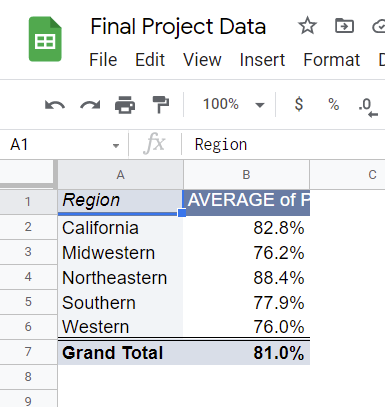 Final Project Data
File Edit View Insert Format
100% $ % .0
A1 fx Region
A B C
1 Region AVERAGE of P
2 California 82.8%
3 Midwestern 76.2%
4 Northeastern 88.4%
5 Southern 77.9%
6 Western 76.0%
7 Grand Total 81.0%
8
9